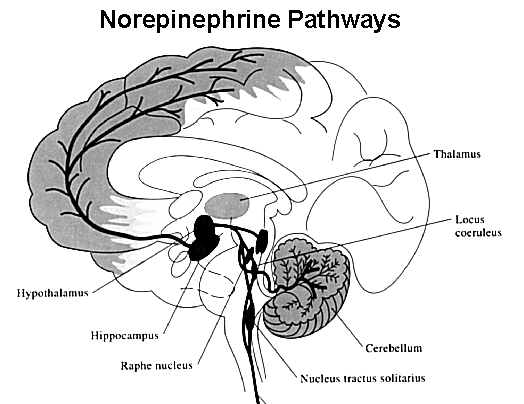 Norepinephrine Pathways
Thalamus
Locus
coeruleus
Hypothalamus
Hippocampus
Raphe nucleus
Cerebellum
Nucleus tractus solitarius